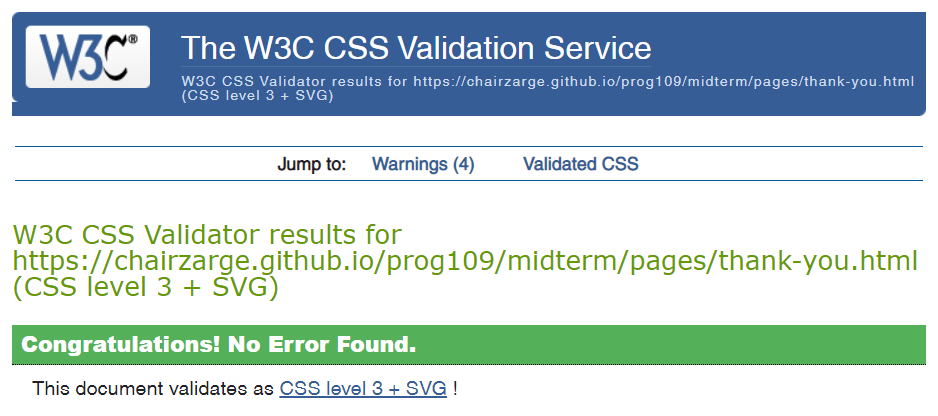 W3C® The W3C CSS Validation Service
W3C CSS Validator results for https://chairzarge.github.io/prog109/midterm/pages/thank-you.html
(CSS level 3 + SVG)
Jump to: Warnings (4) Validated CSS
W3C CSS Validator results for
https://chairzarge.github.io/prog109/midterm/pages/thank-you.html
(CSS level 3 + SVG)
Congratulations! No Error Found.
This document validates as CSS level 3 + SVG !